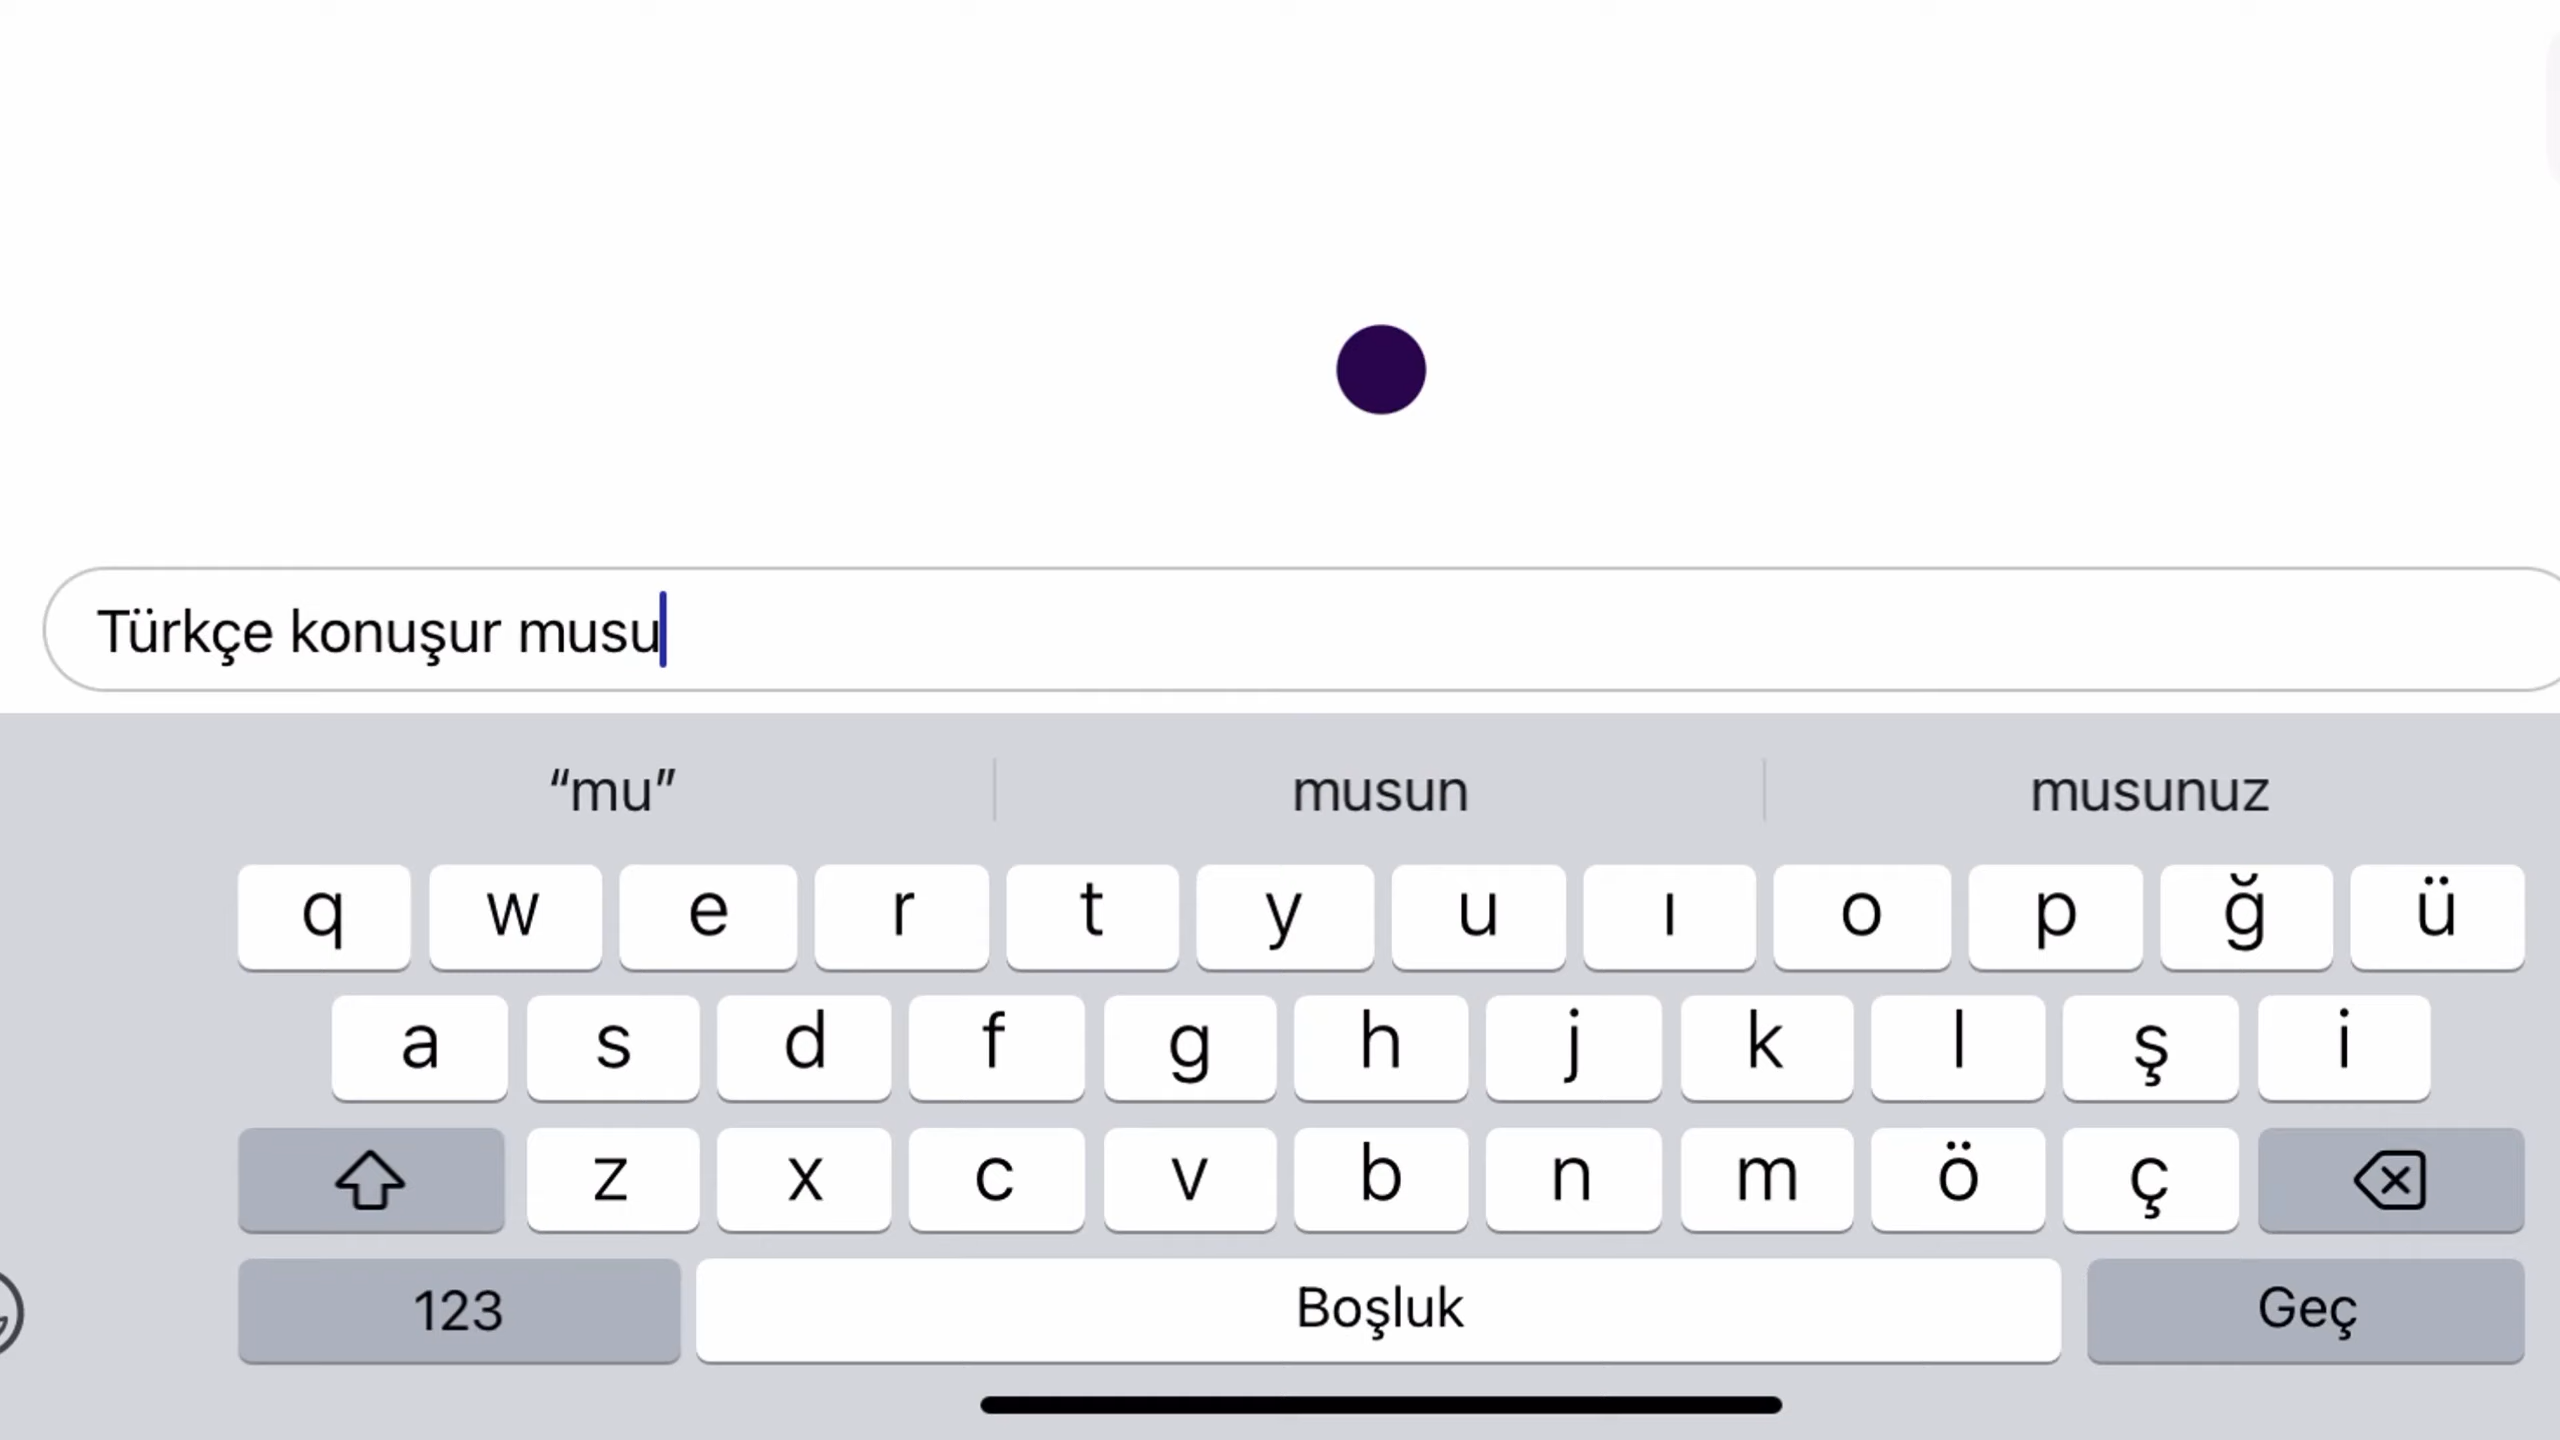 Türkçe konuşur musu
“mu” musun musunuz
q w e r t y u ı o p ğ ü
a s d f g h j k l ş i
z x c v b n m ö ç
123 Boşluk Geç